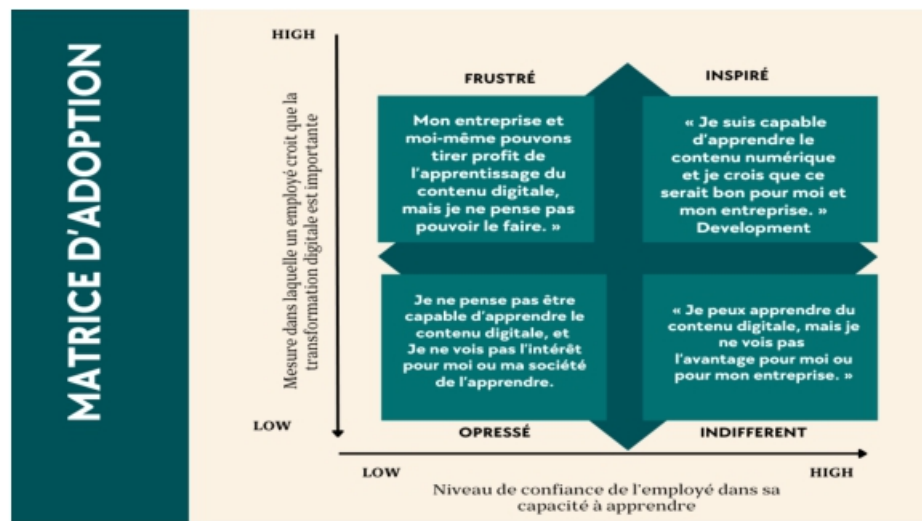 MATRICE D'ADOPTION
HIGH
Mesure dans laquelle un employé croit que la
transformation digitale est importante
LOW
FRUSTRÉ
Mon entreprise et
moi-même pouvons
tirer profit de
l'apprentissage du
contenu digitale,
mais je ne pense pas
pouvoir le faire. »
INSPIRÉ
« Je suis capable
d'apprendre le
contenu numérique
et je crois que ce
serait bon pour moi et
mon entreprise. »
Development
Je ne pense pas être
capable d'apprendre le
contenu digitale, et
Je ne vois pas l'intérêt
pour moi ou ma société
de l'apprendre.
OPRESSÉ
« Je peux apprendre du
contenu digitale, mais je
ne vois pas
l'avantage pour moi ou
pour mon entreprise. »
INDIFFERENT
LOW
HIGH
Niveau de confiance de l'employé dans sa
capacité à apprendre